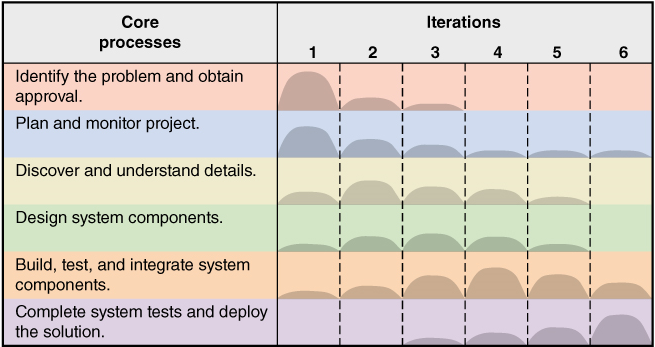 Core
processes
Iterations
1 2 3 4 5 6
Identify the problem and obtain
approval.
Plan and monitor project.
Discover and understand details.
Design system components.
Build, test, and integrate system
components.
Complete system tests and deploy
the solution.